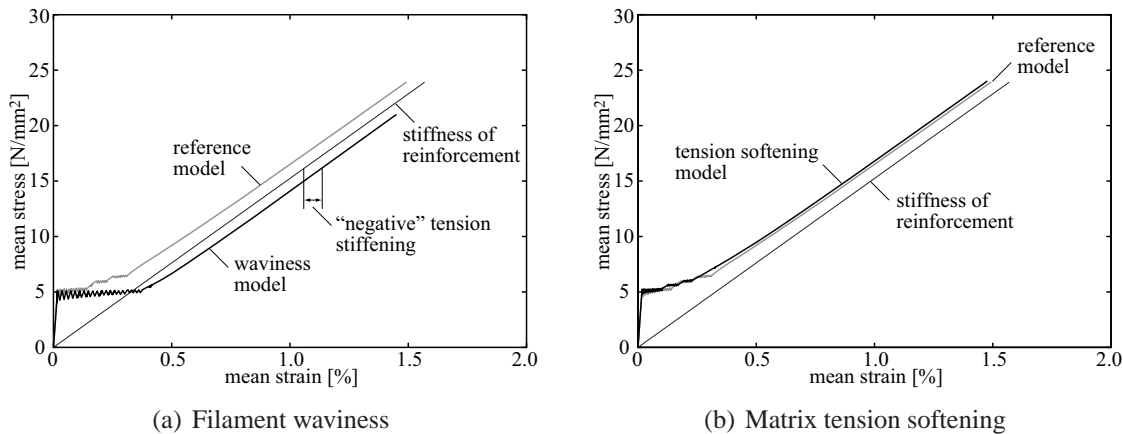 30
25
20
15
10
5
0
mean stress [N/mm²]
reference
model
stiffness of
reinforcement
“negative” tension
stiffening
waviness
model
0
0.5
1.0
1.5
2.0
mean strain [%]
(a) Filament waviness
30
25
20
15
10
5
0
mean stress [N/mm²]
reference
model
tension softening
model
stiffness of
reinforcement
0
0.5
1.0
1.5
2.0
mean strain [%]
(b) Matrix tension softening